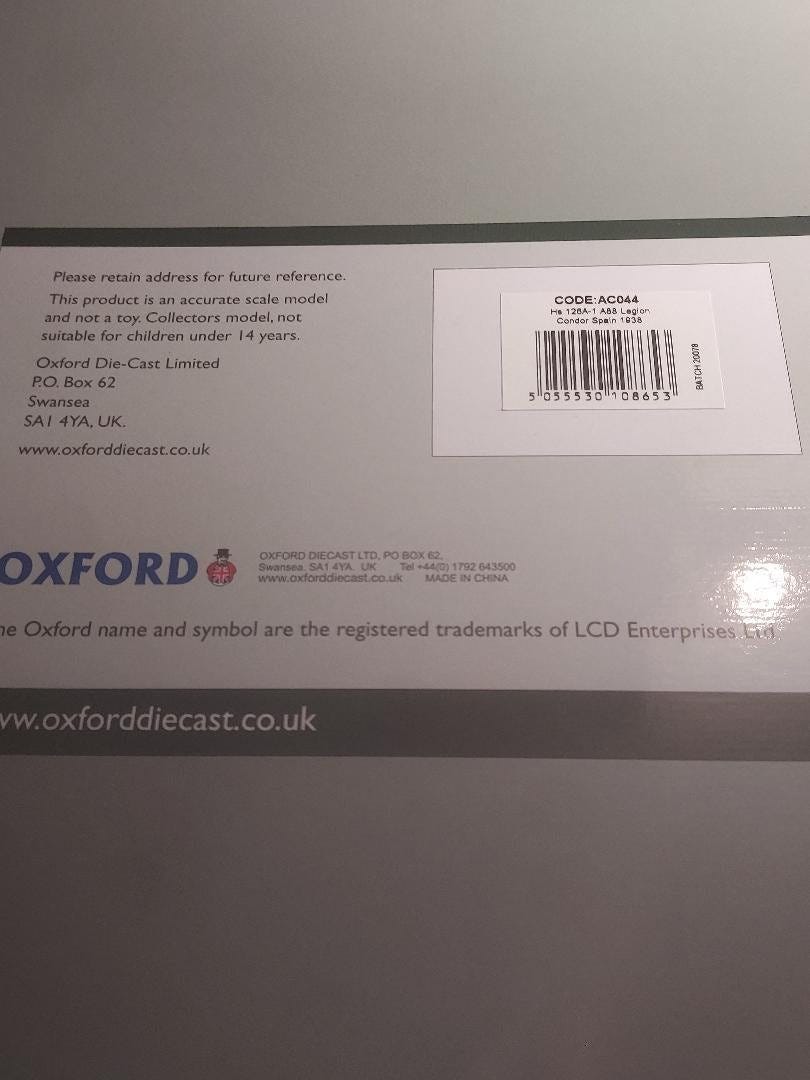 Please retain address for future reference.
This product is an accurate scale model
and not a toy. Collectors model, not
suitable for children under 14 years.
Oxford Die-Cast Limited
P.O. Box 62
Swansea
SA1 4YA, UK.
www.oxforddiecast.co.uk
CODE:AC044
Hs 126A-1 A88 Legion
Condor Spain 1938
5 055530 108653
BATCH 20078
OXFORD
OXFORD DIECAST LTD, PO BOX 62,
Swansea. SA1 4YA. UK Tel +44(0) 1792 643500
www.oxforddiecast.co.uk MADE IN CHINA
he Oxford name and symbol are the registered trademarks of LCD Enterprises Ltd
ww.oxforddiecast.co.uk